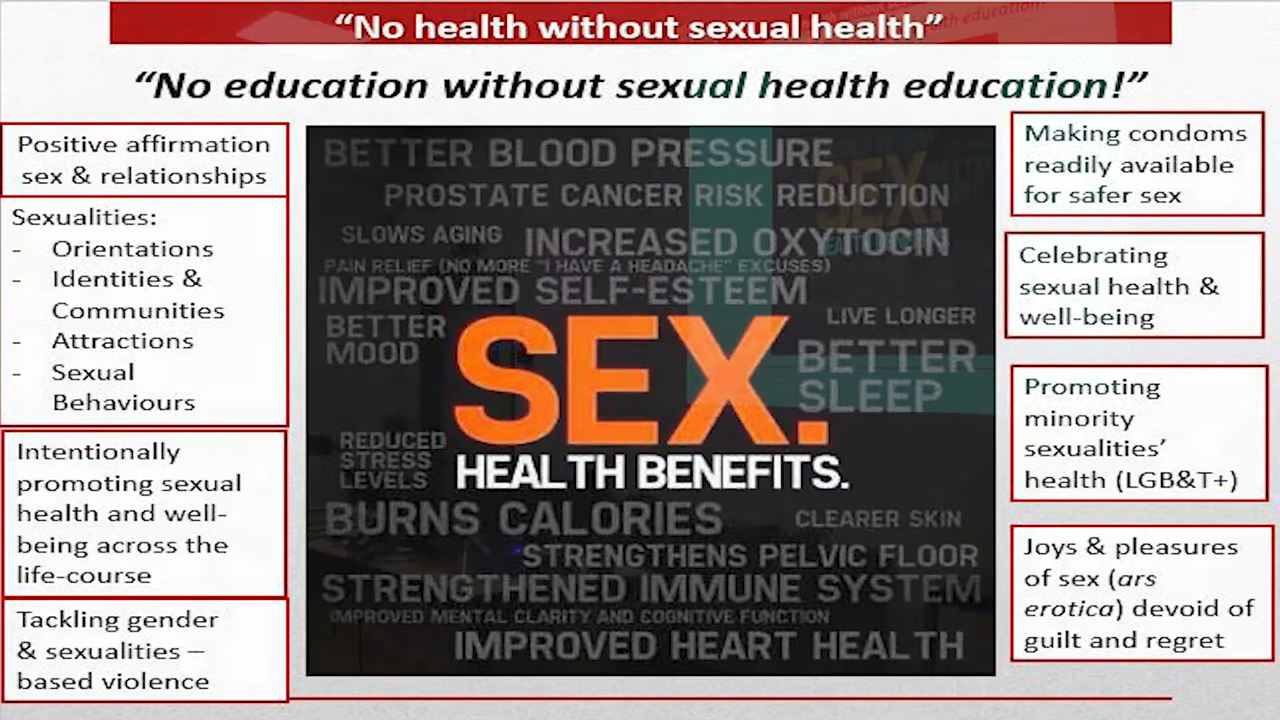 “No health without sexual health”
“No education without sexual health education!”
Positive affirmation
sex & relationships
Sexualities:
- Orientations
- Identities &
Communities
- Attractions
- Sexual
Behaviours
Intentionally
promoting sexual
health and well-
being across the
life-course
Tackling gender
& sexualities –
based violence
BETTER BLOOD PRESSURE
PROSTATE CANCER RISK REDUCTION
SLOWS AGING
INCREASED OXYTOCIN
PAIN RELIEF (NO MORE "I HAVE A HEADACHE" EXCUSES)
IMPROVED SELF-ESTEEM
BETTER
MOOD
LIVE LONGER
BETTER
SLEEP
SEX.
HEALTH BENEFITS.
REDUCED
STRESS
LEVELS
BURNS CALORIES
CLEARER SKIN
STRENGTHENS PELVIC FLOOR
STRENGTHENED IMMUNE SYSTEM
IMPROVED MENTAL CLARITY AND COGNITIVE FUNCTION
IMPROVED HEART HEALTH
Making condoms
readily available
for safer sex
Celebrating
sexual health &
well-being
Promoting
minority
sexualities’
health (LGB&T+)
Joys & pleasures
of sex (ars
erotica) devoid of
guilt and regret